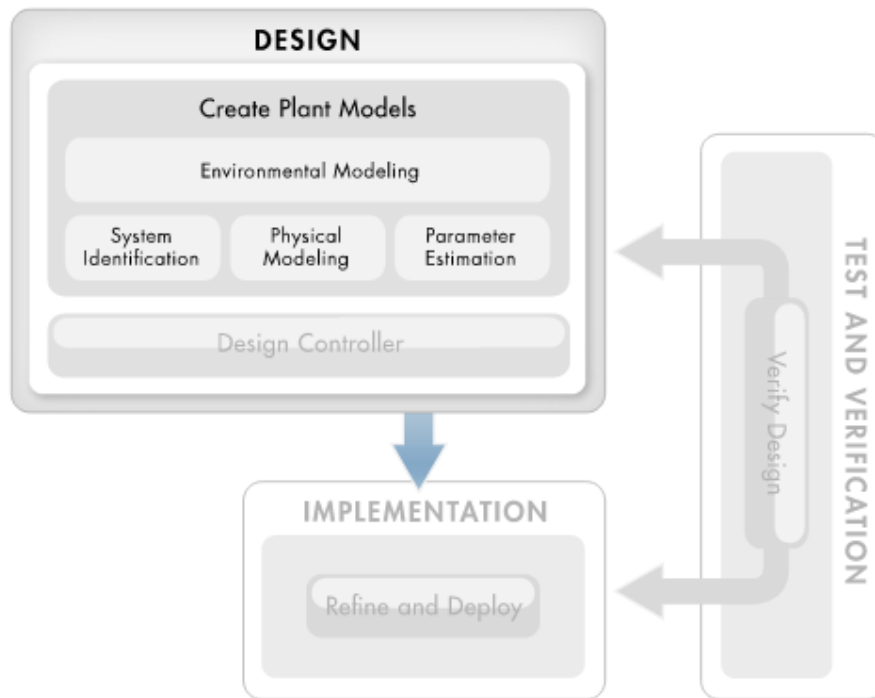 DESIGN
Create Plant Models
Environmental Modeling
System
Identification
Physical
Modeling
Parameter
Estimation
Design Controller
IMPLEMENTATION
Refine and Deploy
Verify Design
TEST AND VERIFICATION